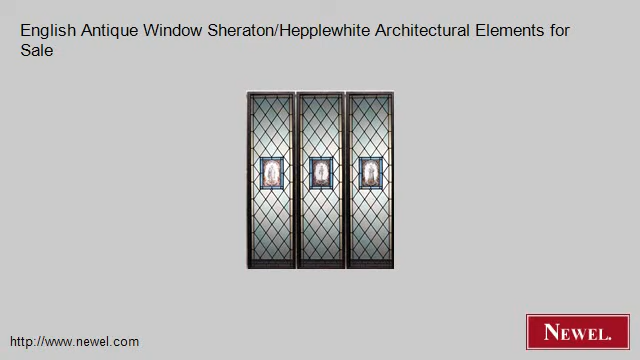 English Antique Window Sheraton/Hepplewhite Architectural Elements for
Sale
http://www.newel.com
NEWEL.